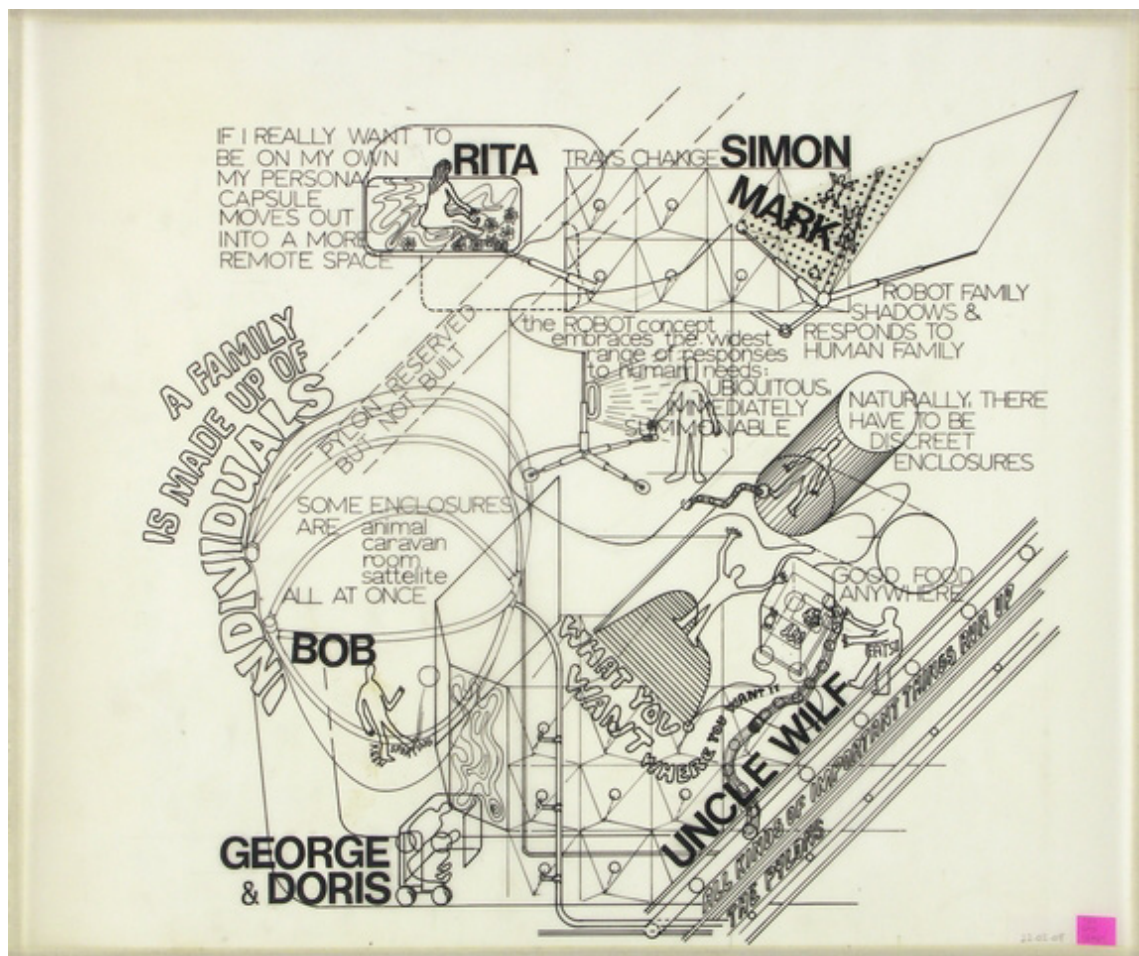 IF I REALLY WANT TO
BE ON MY OWN
MY PERSONAL
CAPSULE
MOVES OUT
INTO A MORE
REMOTE SPACE
RITA
TRAYS CHANGE
SIMON
MARK
ROBOT FAMILY
SHADOWS &
RESPONDS TO
HUMAN FAMILY
A FAMILY
IS MADE UP OF
INDIVIDUALS
PYLON RESERVED
BUT NOT BUILT
the ROBOT concept
embraces the widest
range of responses
to human needs:
UBIQUITOUS,
IMMEDIATELY
SUMMONABLE
NATURALLY, THERE
HAVE TO BE
DISCREET
ENCLOSURES
SOME ENCLOSURES
ARE animal
caravan
room
sattelite
ALL AT ONCE
BOB
GOOD FOOD
ANYWHERE
WHAT YOU
WANT
WHERE YOU WANT IT
UNCLE WILF
ALL KINDS OF IMPORTANT THINGS RUN UP
THE PYLONS
GEORGE
& DORIS